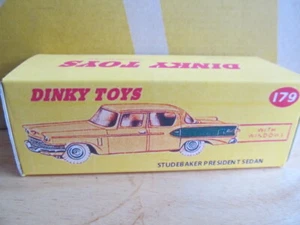 DINKY TOYS
DINKY TOYS
179
WITH
WINDOWS
STUDEBAKER PRESIDENT SEDAN